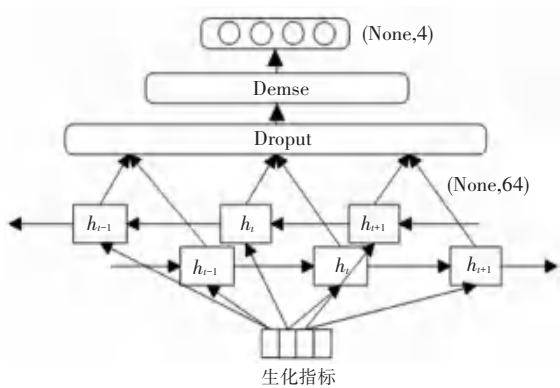 (None,4)
Demse
Droput
(None,64)
h_{t-1} h_t h_{t+1}
h_{t-1} h_t h_{t+1}
生化指标